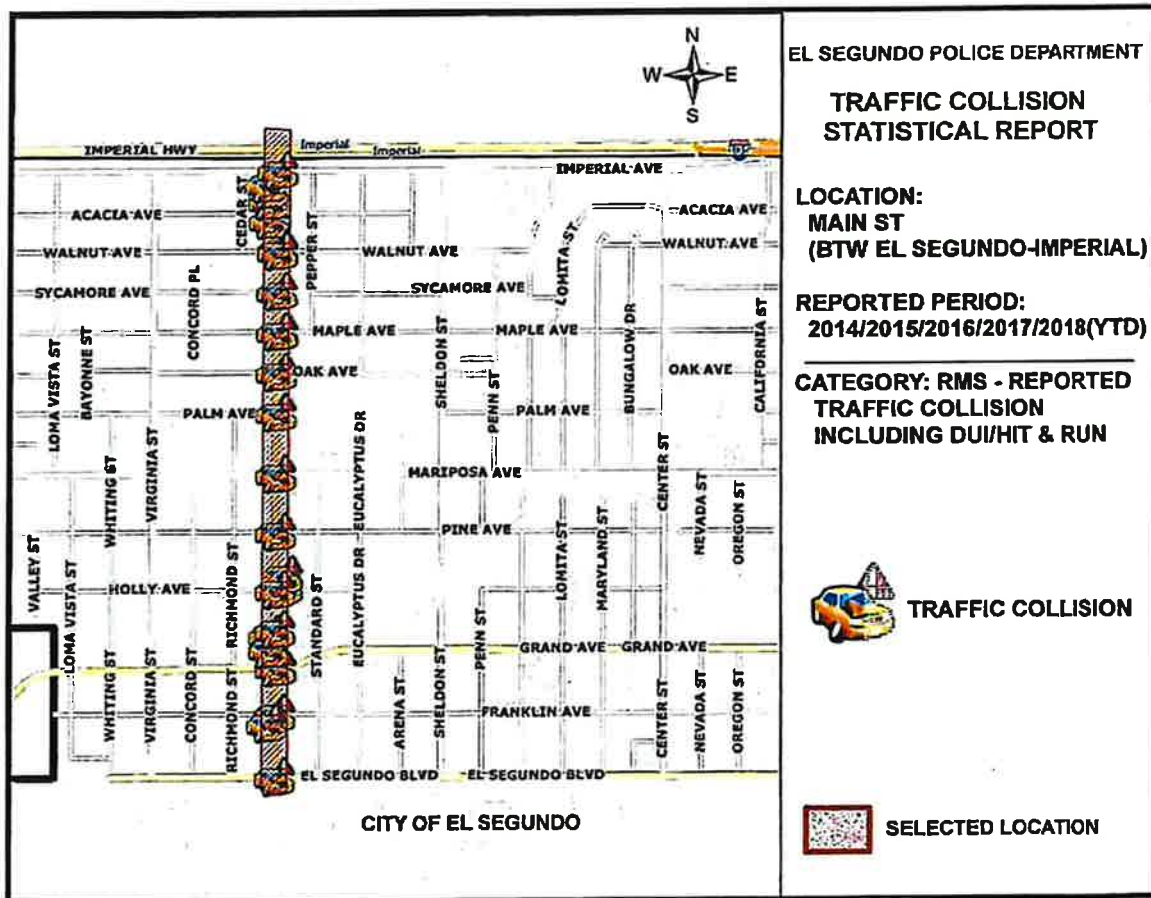 N
W E
S
EL SEGUNDO POLICE DEPARTMENT
TRAFFIC COLLISION
STATISTICAL REPORT
LOCATION:
MAIN ST
(BTW EL SEGUNDO-IMPERIAL)
REPORTED PERIOD:
2014/2015/2016/2017/2018(YTD)
CATEGORY: RMS - REPORTED
TRAFFIC COLLISION
INCLUDING DUI/HIT & RUN
TRAFFIC COLLISION
SELECTED LOCATION
IMPERIAL HWY
Imperial
Imperial
IMPERIAL AVE
ACACIA AVE
CEDAR ST
ACACIA AVE
WALNUT AVE
PEPPER ST
WALNUT AVE
LOMITA ST
WALNUT AVE
SYCAMORE AVE
CONCORD PL
SYCAMORE AVE
BUNGALOW DR
CALIFORNIA ST
LOMA VISTA ST
BAYONNE ST
MAPLE AVE
SHELDON ST
MAPLE AVE
OAK AVE
PENN ST
OAK AVE
PALM AVE
PALM AVE
WHITING ST
VIRGINIA ST
EUCALYPTUS DR
MARIPOSA AVE
CENTER ST
NEVADA ST
OREGON ST
PINE AVE
VALLEY ST
LOMA VISTA ST
HOLLY AVE
RICHMOND ST
STANDARD ST
EUCALYPTUS DR
LOMITA ST
MARYLAND ST
PENN ST
GRAND AVE
GRAND AVE
WHITING ST
VIRGINIA ST
CONCORD ST
RICHMOND ST
ARENA ST
SHELDON ST
FRANKLIN AVE
CENTER ST
NEVADA ST
OREGON ST
EL SEGUNDO BLVD
EL SEGUNDO BLVD
CITY OF EL SEGUNDO